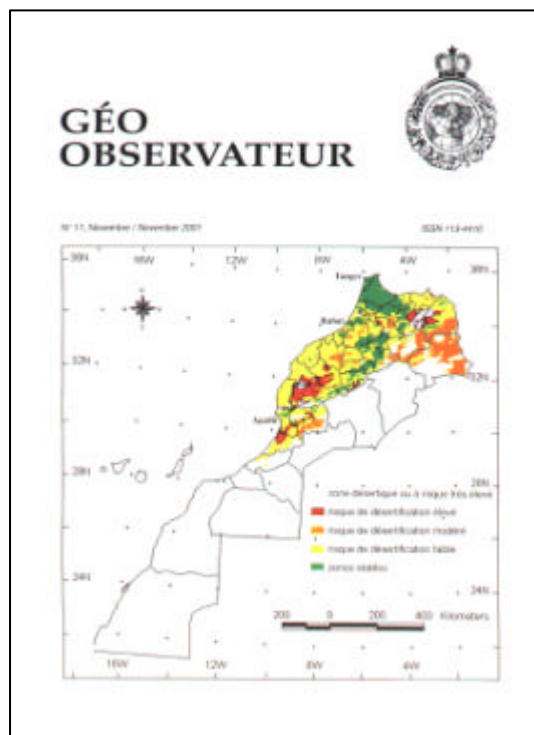 GÉO
OBSERVATEUR
N° 11, Novembre / November 2001
ISSN
16W 12W 8W 4W
36N 36N
Tanger
Rabat
32N 32N
Agadir
28N 28N
zone désertique ou à risque très élevé
risque de désertification élevé
risque de désertification modéré
risque de désertification faible
zones stables
24N 24N
200 0 200 400 Kilometers
16W 12W 8W 4W